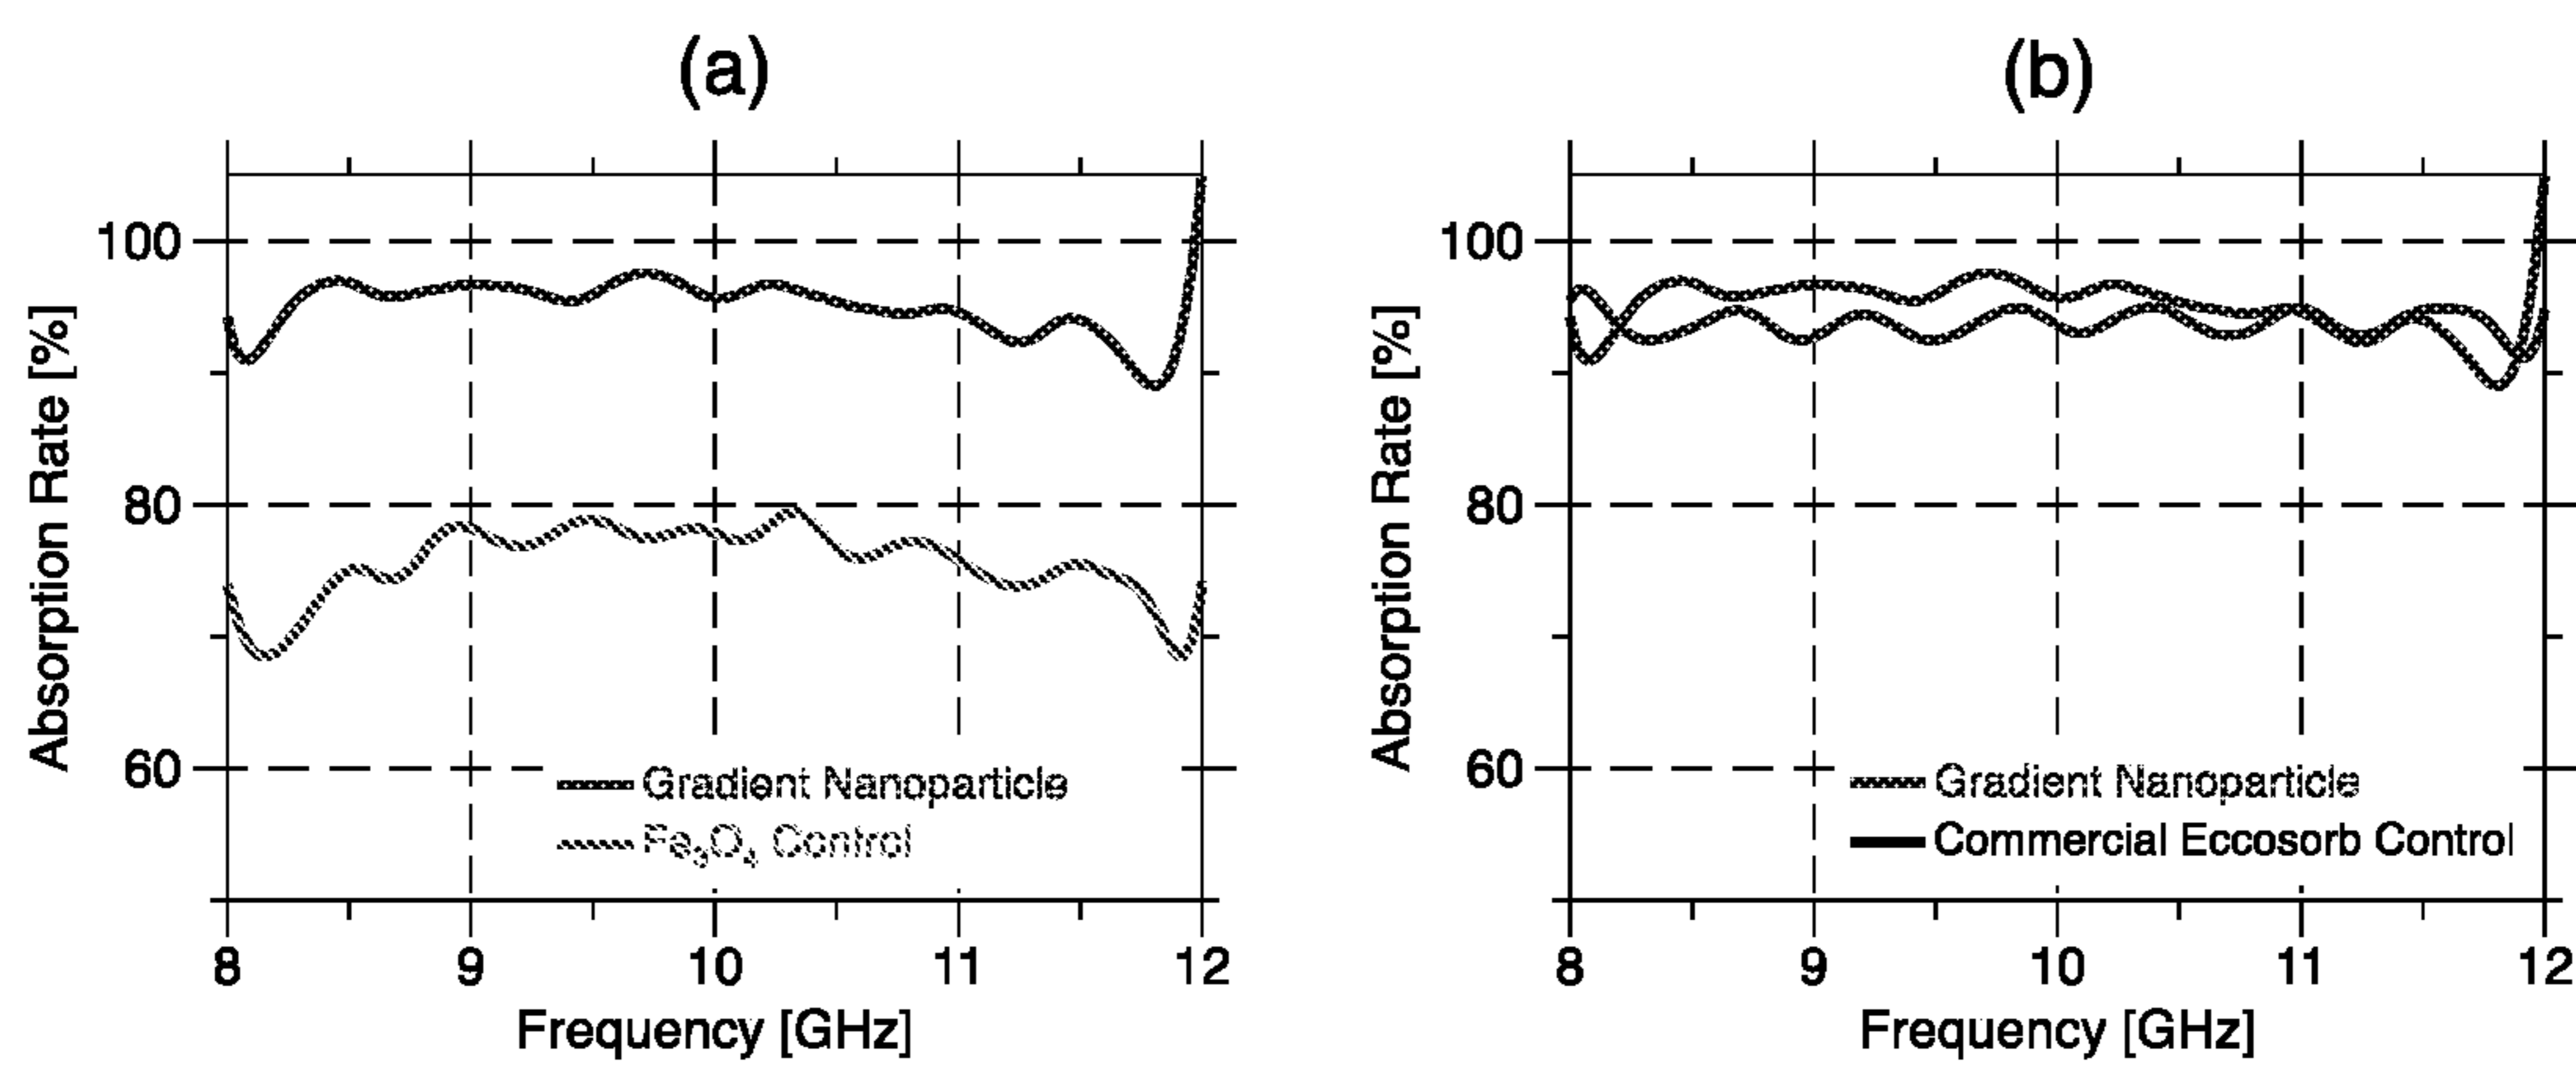 (a)
Absorption Rate [%]
100
80
60
Gradient Nanoparticle
Fe₃O₄ Control
8 9 10 11 12
Frequency [GHz]
(b)
Absorption Rate [%]
100
80
60
Gradient Nanoparticle
Commercial Eccosorb Control
8 9 10 11 12
Frequency [GHz]